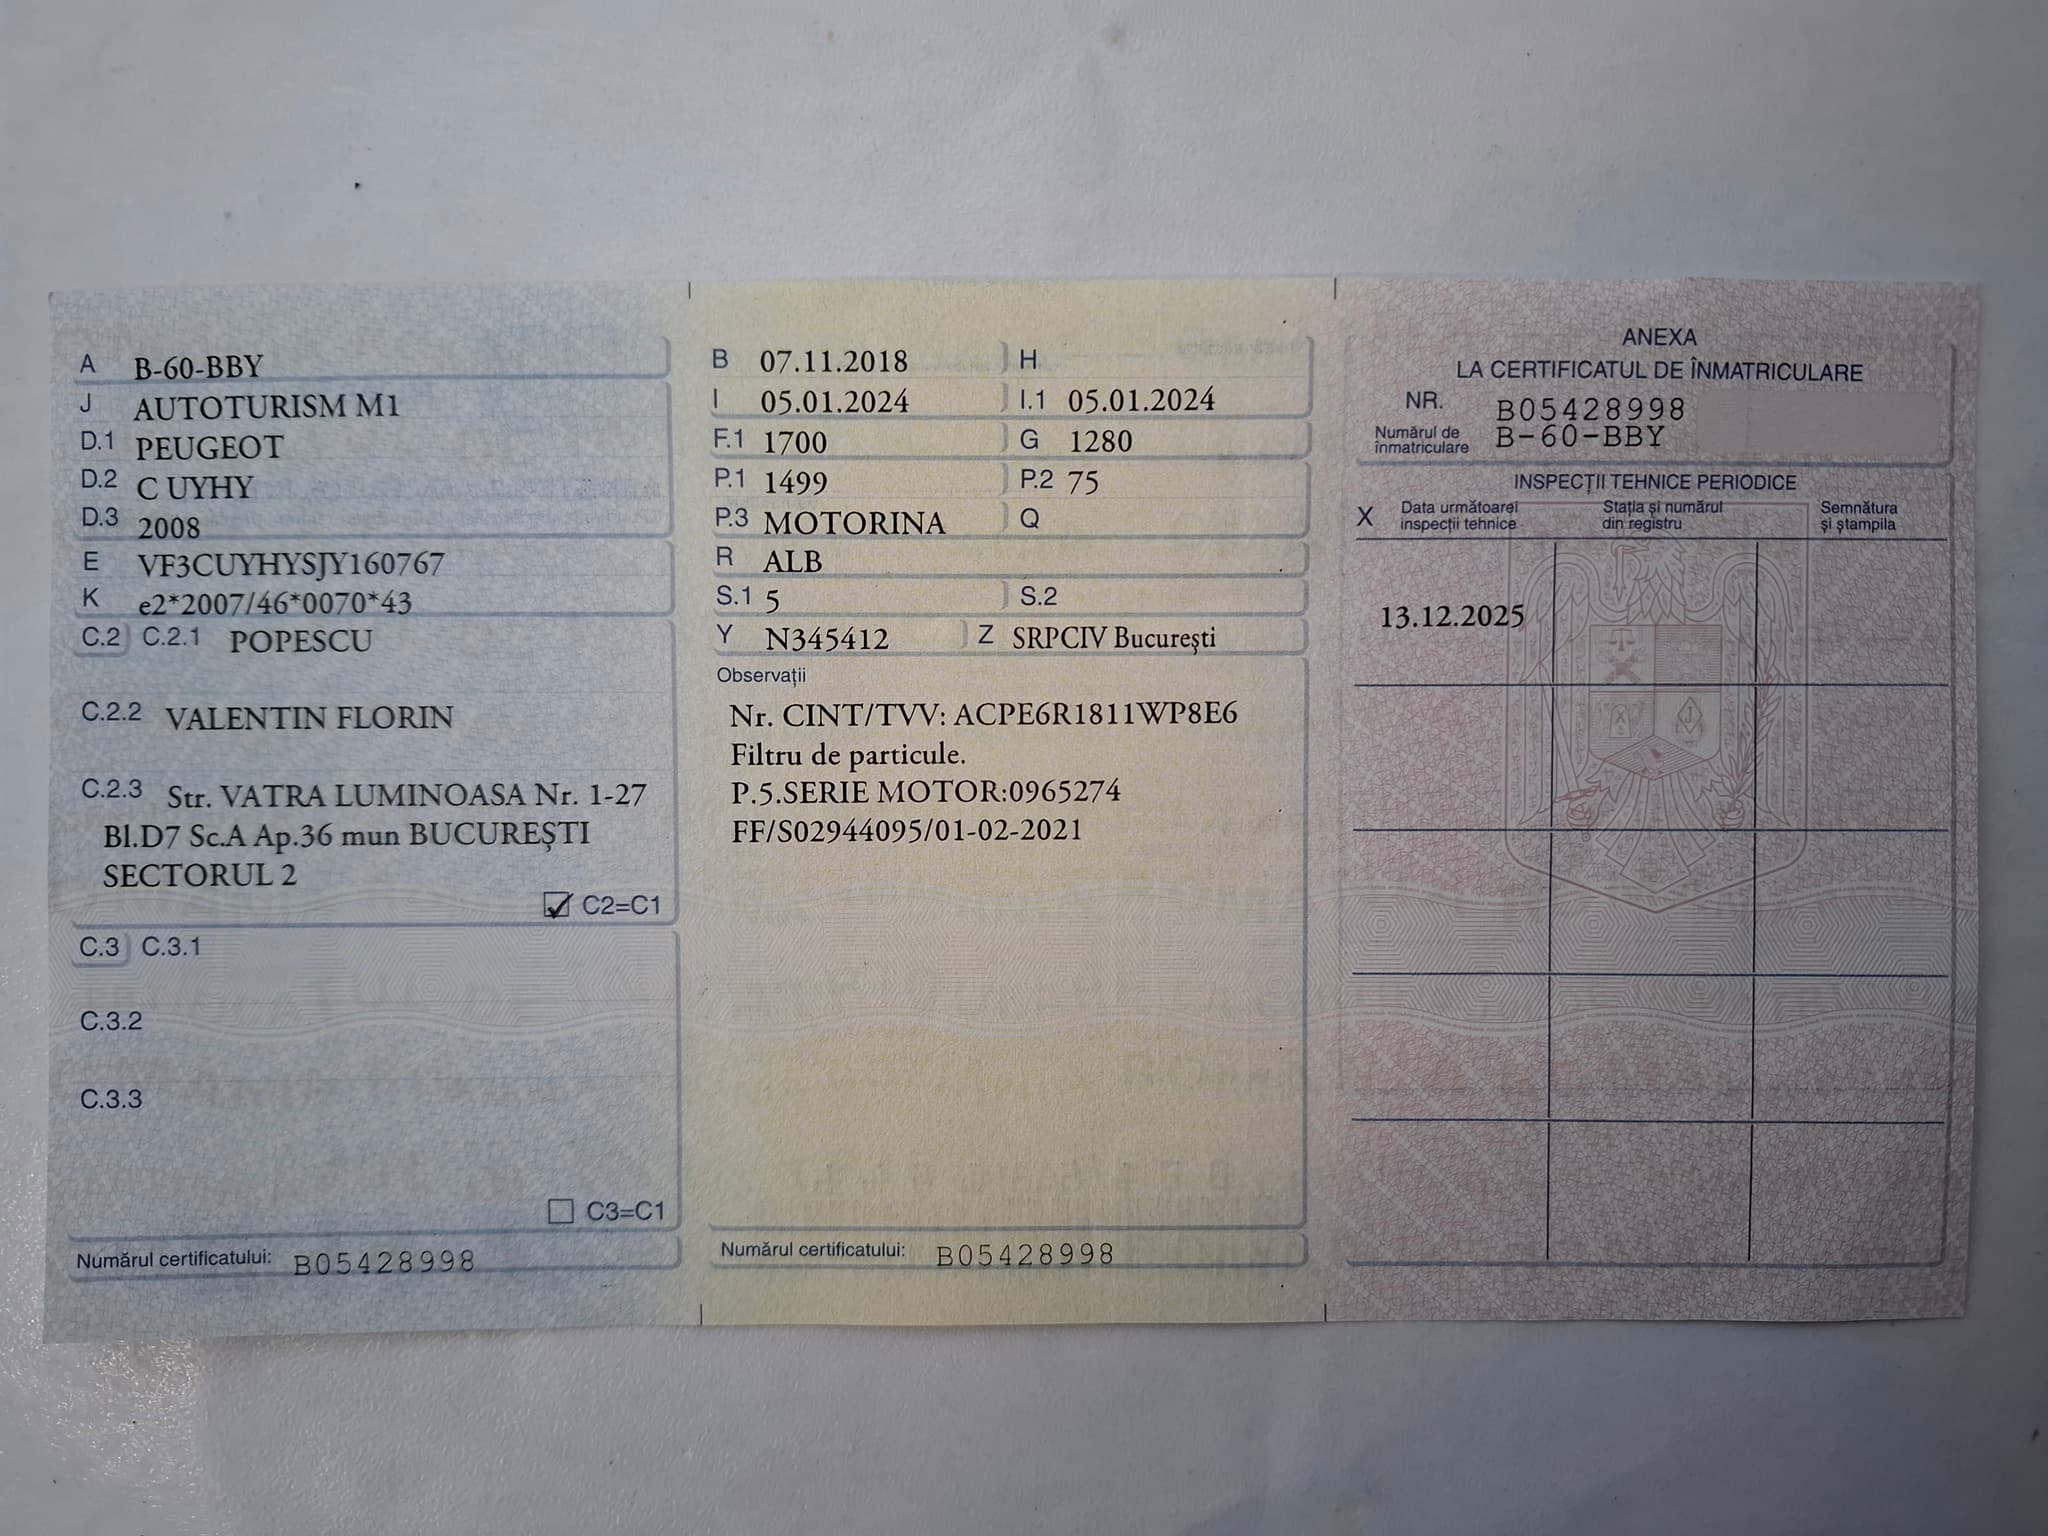 A B-60-BBY
J AUTOTURISM M1
D.1 PEUGEOT
D.2 C UYHY
D.3 2008
E VF3CUYHYSJY160767
K e2*2007/46*0070*43
C.2 C.2.1 POPESCU
C.2.2 VALENTIN FLORIN
C.2.3 Str. VATRA LUMINOASA Nr. 1-27
Bl.D7 Sc.A Ap.36 mun BUCUREȘTI
SECTORUL 2
C2=C1
C.3 C.3.1
C.3.2
C.3.3
C3=C1
Numărul certificatului: B05428998
B 07.11.2018 H
I 05.01.2024 I.1 05.01.2024
F.1 1700 G 1280
P.1 1499 P.2 75
P.3 MOTORINA Q
R ALB
S.1 5 S.2
Y N345412 Z SRPCIV București
Observații
Nr. CINT/TVV: ACPE6R1811WP8E6
Filtru de particule.
P.5.SERIE MOTOR:0965274
FF/S02944095/01-02-2021
Numărul certificatului: B05428998
ANEXA
LA CERTIFICATUL DE ÎNMATRICULARE
NR. B05428998
Numărul de
înmatriculare B-60-BBY
INSPECȚII TEHNICE PERIODICE
X Data următoarei
inspecții tehnice
Stația și numărul
din registru
Semnătura
și ștampila
13.12.2025